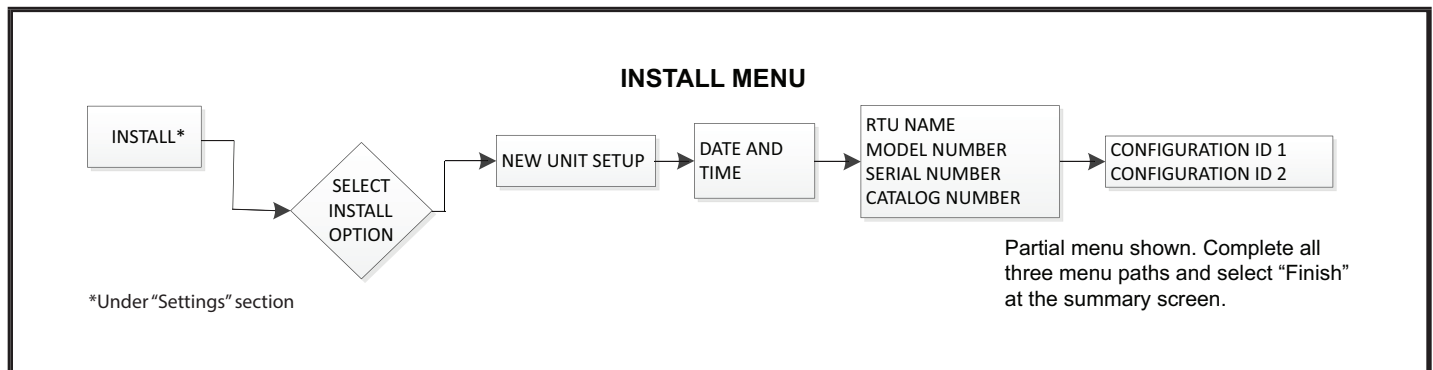 INSTALL MENU
INSTALL*
SELECT
INSTALL
OPTION
NEW UNIT SETUP
DATE AND
TIME
RTU NAME
MODEL NUMBER
SERIAL NUMBER
CATALOG NUMBER
CONFIGURATION ID 1
CONFIGURATION ID 2
Partial menu shown. Complete all
three menu paths and select “Finish”
at the summary screen.
*Under “Settings” section